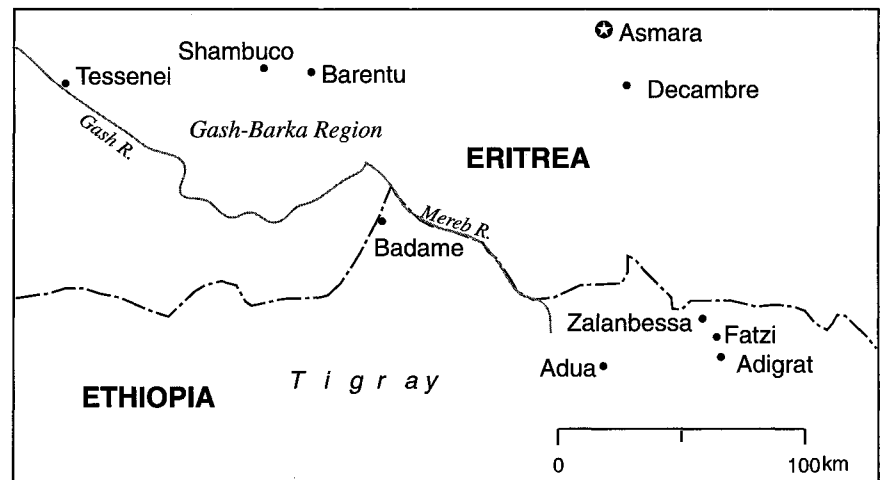 Asmara
Shambuco
Tessenei
Barentu
Decambre
Gash R.
Gash-Barka Region
ERITREA
Mereb R.
Badame
Zalanbessa
Fatzi
Adua
Adigrat
Tigray
ETHIOPIA
0
100km